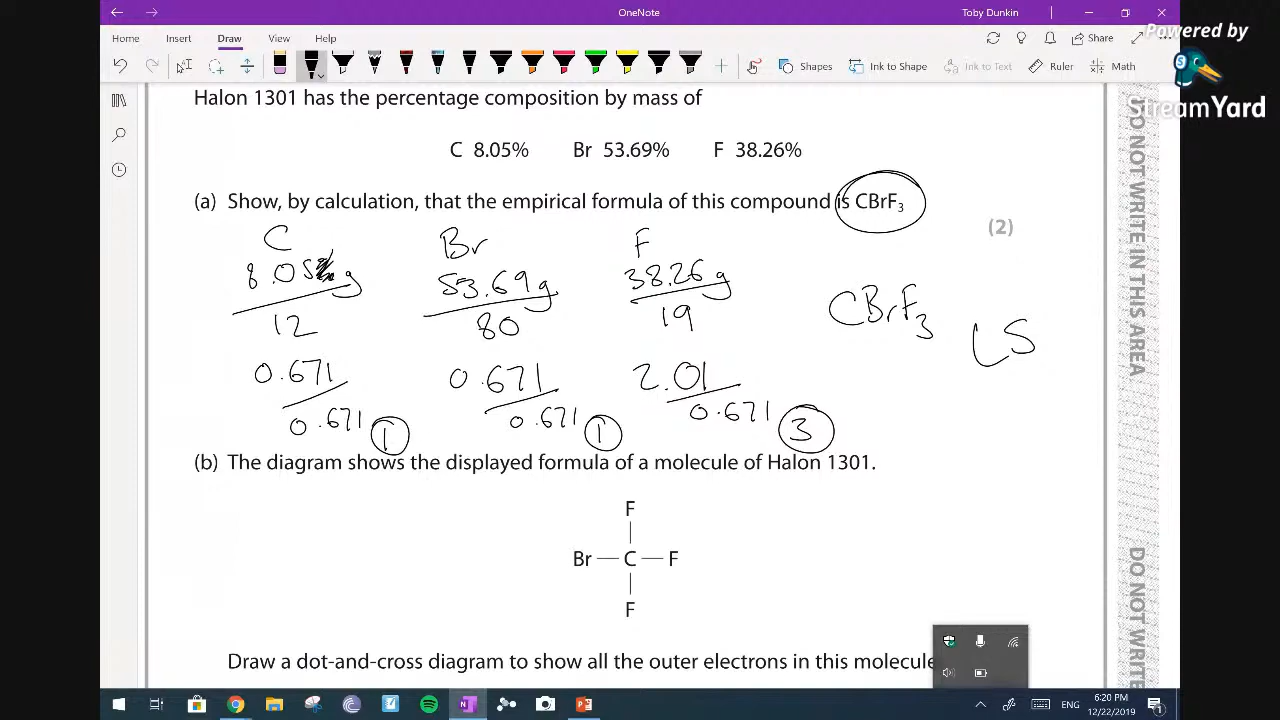 OneNote
Toby Dunkin
Powered by
StreamYard
Home Insert Draw View Help
Share
Shapes Ink to Shape Ink to Text Ruler Math
Halon 1301 has the percentage composition by mass of
C 8.05% Br 53.69% F 38.26%
(a) Show, by calculation, that the empirical formula of this compound is CBrF₃
(2)
C Br F
8.05 g 53.69g 38.26g
12 80 19
CBrF₃
0.671 0.671 2.01
0.671 1 0.671 1 0.671 3
(b) The diagram shows the displayed formula of a molecule of Halon 1301.
F
Br — C — F
F
Draw a dot-and-cross diagram to show all the outer electrons in this molecule
DO NOT WRITE IN THIS AREA
DO NOT WRITE
ENG
6:20 PM
12/22/2019